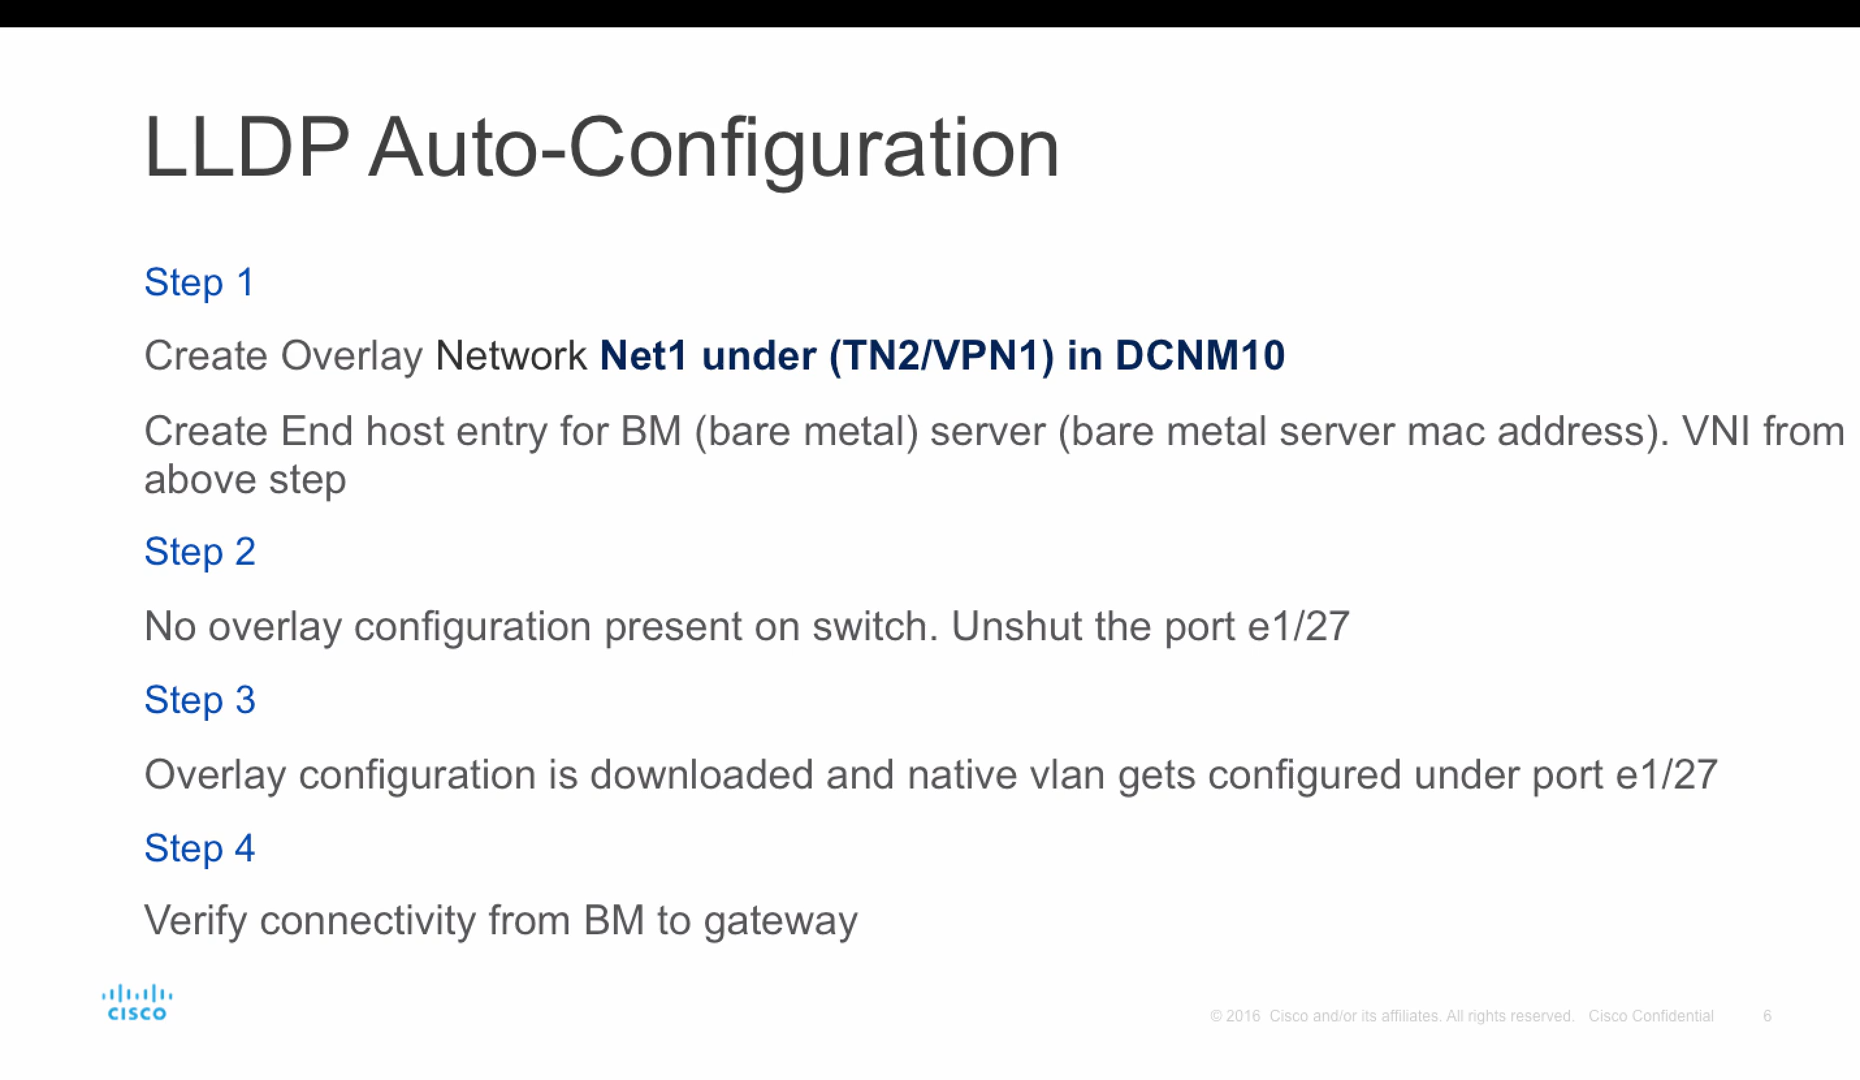 LLDP Auto-Configuration
Step 1
Create Overlay Network Net1 under (TN2/VPN1) in DCNM10
Create End host entry for BM (bare metal) server (bare metal server mac address). VNI from
above step
Step 2
No overlay configuration present on switch. Unshut the port e1/27
Step 3
Overlay configuration is downloaded and native vlan gets configured under port e1/27
Step 4
Verify connectivity from BM to gateway
CISCO
© 2016 Cisco and/or its affiliates. All rights reserved. Cisco Confidential 6